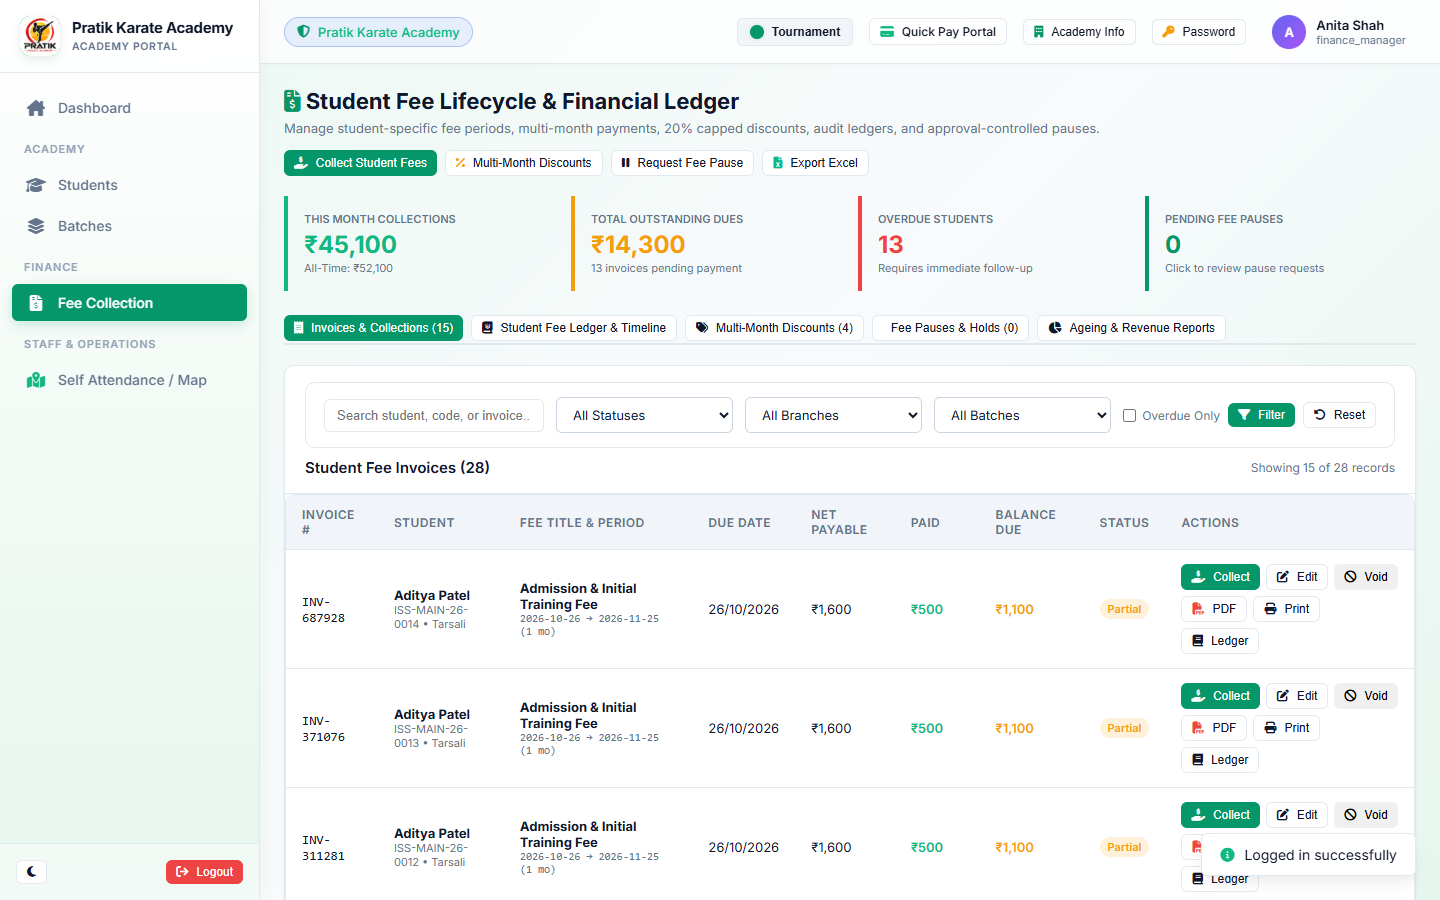 Pratik Karate Academy
ACADEMY PORTAL
PRATIK
Dashboard
ACADEMY
Students
Batches
FINANCE
Fee Collection
STAFF & OPERATIONS
Self Attendance / Map
Logout
Pratik Karate Academy
Tournament
Quick Pay Portal
Academy Info
Password
A
Anita Shah
finance_manager
Student Fee Lifecycle & Financial Ledger
Manage student-specific fee periods, multi-month payments, 20% capped discounts, audit ledgers, and approval-controlled pauses.
Collect Student Fees
Multi-Month Discounts
Request Fee Pause
Export Excel
THIS MONTH COLLECTIONS
₹45,100
All-Time: ₹52,100
TOTAL OUTSTANDING DUES
₹14,300
13 invoices pending payment
OVERDUE STUDENTS
13
Requires immediate follow-up
PENDING FEE PAUSES
0
Click to review pause requests
Invoices & Collections (15)
Student Fee Ledger & Timeline
Multi-Month Discounts (4)
Fee Pauses & Holds (0)
Ageing & Revenue Reports
Search student, code, or invoice..
All Statuses
All Branches
All Batches
Overdue Only
Filter
Reset
Student Fee Invoices (28)
Showing 15 of 28 records
INVOICE #
STUDENT
FEE TITLE & PERIOD
DUE DATE
NET PAYABLE
PAID
BALANCE DUE
STATUS
ACTIONS
INV-
687928
Aditya Patel
ISS-MAIN-26-
0014 • Tarsali
Admission & Initial
Training Fee
2026-10-26 → 2026-11-25
(1 mo)
26/10/2026
₹1,600
₹500
₹1,100
Partial
Collect
Edit
Void
PDF
Print
Ledger
INV-
371076
Aditya Patel
ISS-MAIN-26-
0013 • Tarsali
Admission & Initial
Training Fee
2026-10-26 → 2026-11-25
(1 mo)
26/10/2026
₹1,600
₹500
₹1,100
Partial
Collect
Edit
Void
PDF
Print
Ledger
INV-
311281
Aditya Patel
ISS-MAIN-26-
0012 • Tarsali
Admission & Initial
Training Fee
2026-10-26 → 2026-11-25
(1 mo)
26/10/2026
₹1,600
₹500
₹1,100
Partial
Collect
Edit
Void
Ledger
Logged in successfully